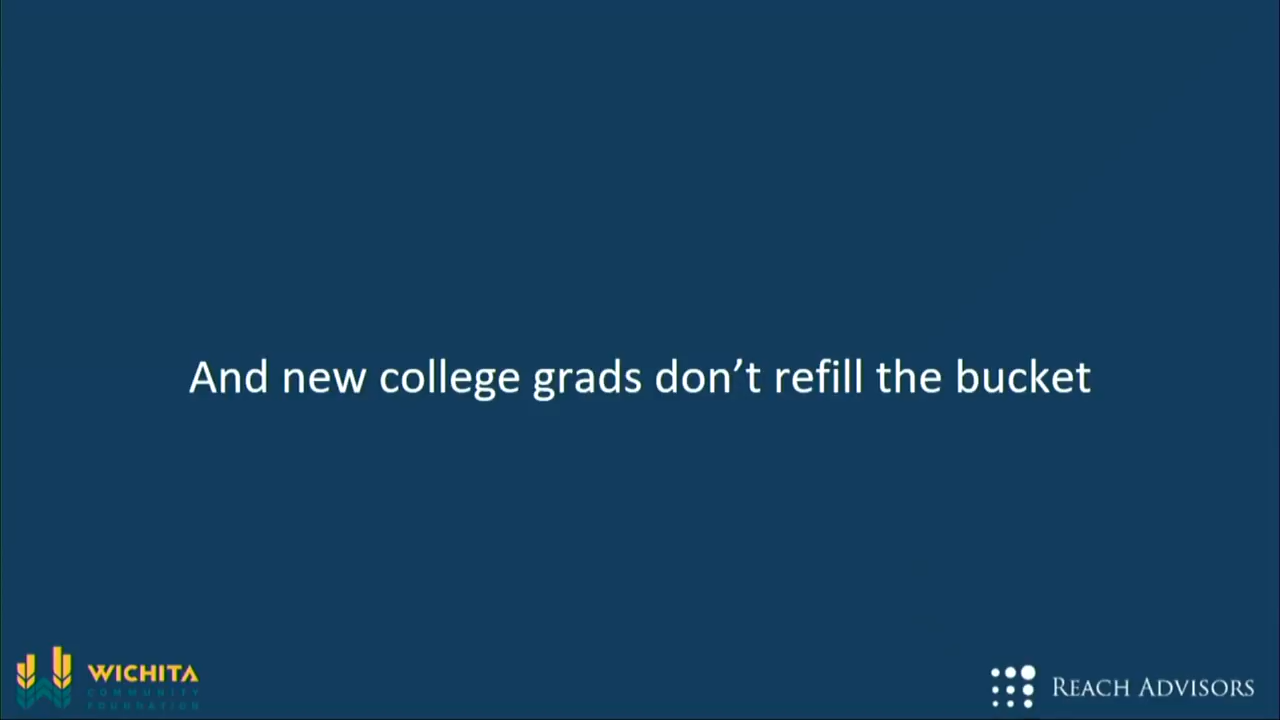 And new college grads don’t refill the bucket
WICHITA
COMMUNITY
FOUNDATION
REACH ADVISORS